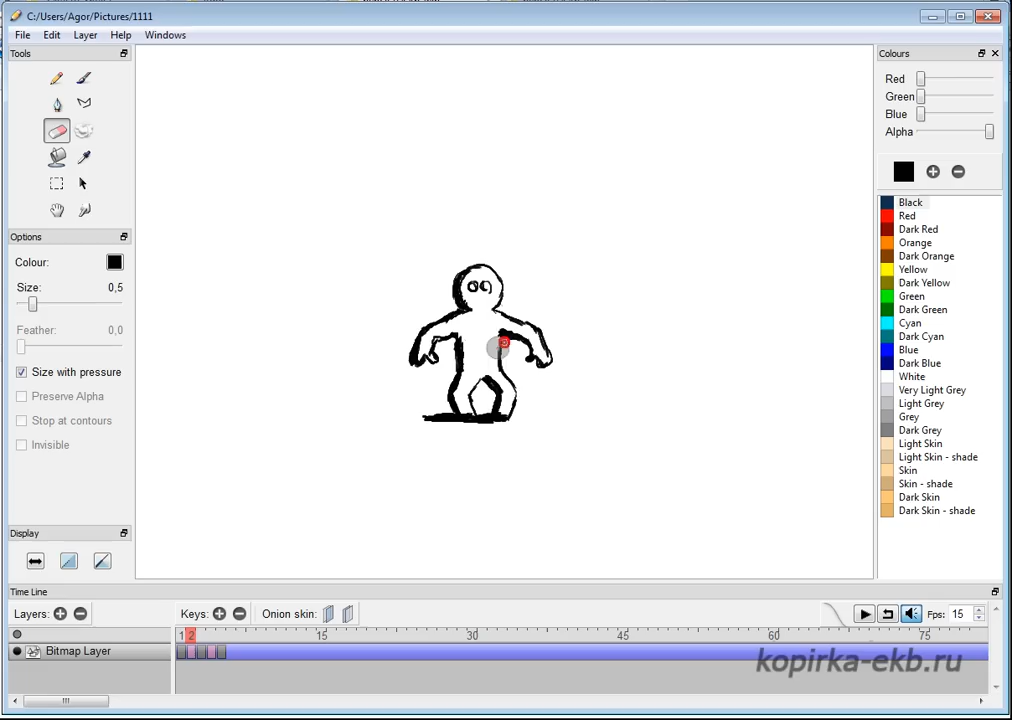 C:/Users/Agor/Pictures/1111
File Edit Layer Help Windows
Tools
Options
Colour:
Size: 0,5
Feather: 0,0
Size with pressure
Preserve Alpha
Stop at contours
Invisible
Display
Colours
Red
Green
Blue
Alpha
Black
Red
Dark Red
Orange
Dark Orange
Yellow
Dark Yellow
Green
Dark Green
Cyan
Dark Cyan
Blue
Dark Blue
White
Very Light Grey
Light Grey
Grey
Dark Grey
Light Skin
Light Skin - shade
Skin
Skin - shade
Dark Skin
Dark Skin - shade
Time Line
Layers: Keys: Onion skin: Fps: 15
1 2 15 30 45 60 75
Bitmap Layer
kopirka-ekb.ru